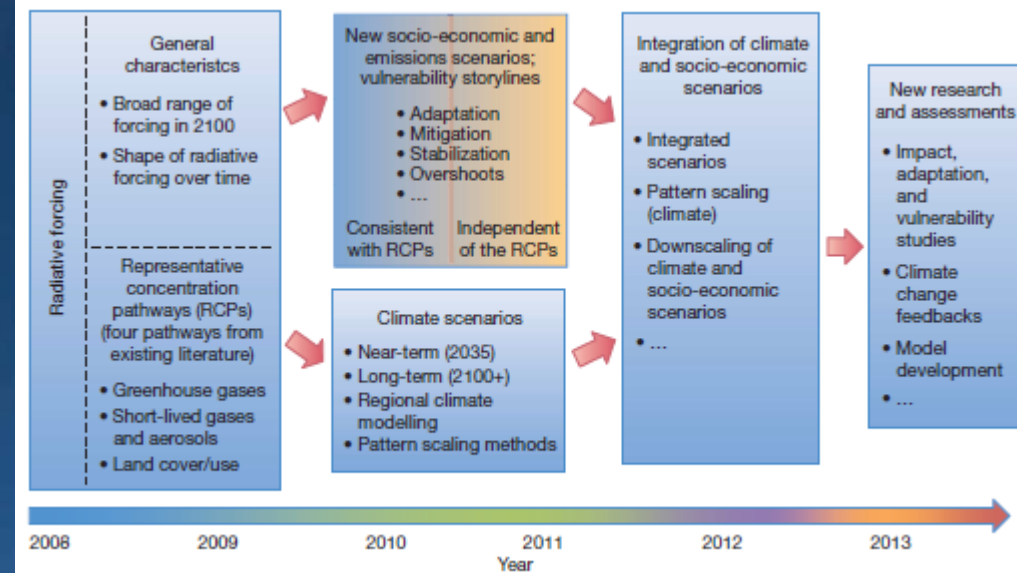 Radiative forcing
General
characteristcs
• Broad range of
forcing in 2100
• Shape of radiative
forcing over time
Representative
concentration
pathways (RCPs)
(four pathways from
existing literature)
• Greenhouse gases
• Short-lived gases
and aerosols
• Land cover/use
New socio-economic and
emissions scenarios;
vulnerability storylines
• Adaptation
• Mitigation
• Stabilization
• Overshoots
• ...
Consistent
with RCPs
Independent
of the RCPs
Climate scenarios
• Near-term (2035)
• Long-term (2100+)
• Regional climate
modelling
• Pattern scaling methods
Integration of climate
and socio-economic
scenarios
• Integrated
scenarios
• Pattern scaling
(climate)
• Downscaling of
climate and
socio-economic
scenarios
• ...
New research
and assessments
• Impact,
adaptation,
and
vulnerability
studies
• Climate
change
feedbacks
• Model
development
• ...
2008 2009 2010 2011 2012 2013
Year